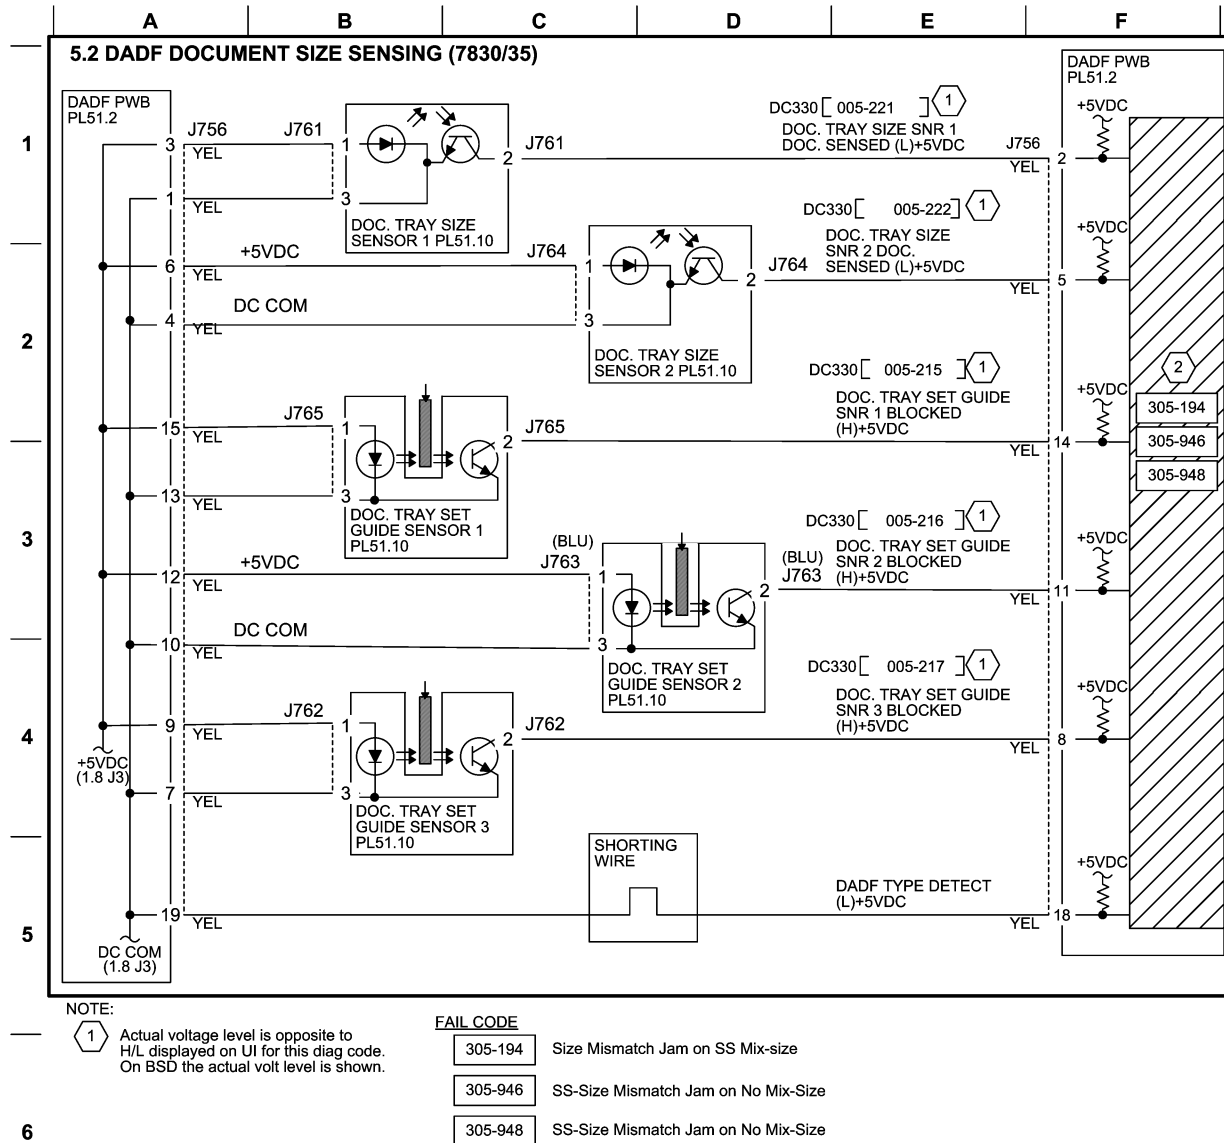 A B C D E F
5.2 DADF DOCUMENT SIZE SENSING (7830/35)
DADF PWB
PL51.2
DADF PWB
PL51.2
1
3 J756 J761 1
YEL
2 J761
DC330 [ 005-221 ] 1
DOC. TRAY SIZE SNR 1
DOC. SENSED (L)+5VDC
J756
YEL
2
+5VDC
1 YEL 3
DOC. TRAY SIZE
SENSOR 1 PL51.10
DC330 [ 005-222 ] 1
DOC. TRAY SIZE
SNR 2 DOC.
SENSED (L)+5VDC
+5VDC
6 YEL +5VDC J764 1
2 J764
YEL 5
2
4 YEL DC COM 3
DOC. TRAY SIZE
SENSOR 2 PL51.10
DC330 [ 005-215 ] 1
DOC. TRAY SET GUIDE
SNR 1 BLOCKED
(H)+5VDC
+5VDC
2
305-194
305-946
305-948
15 YEL J765 1
2 J765
YEL 14
13 YEL 3
DOC. TRAY SET
GUIDE SENSOR 1
PL51.10
3
DC330 [ 005-216 ] 1
DOC. TRAY SET GUIDE
SNR 2 BLOCKED
(H)+5VDC
+5VDC
12 YEL +5VDC
(BLU)
J763 1
2
(BLU)
J763
YEL 11
10 YEL DC COM 3
DOC. TRAY SET
GUIDE SENSOR 2
PL51.10
DC330 [ 005-217 ] 1
DOC. TRAY SET GUIDE
SNR 3 BLOCKED
(H)+5VDC
+5VDC
4
9 YEL J762 1
2 J762
YEL 8
+5VDC
(1.8 J3)
7 YEL 3
DOC. TRAY SET
GUIDE SENSOR 3
PL51.10
SHORTING
WIRE
DADF TYPE DETECT
(L)+5VDC
+5VDC
5
19 YEL
YEL 18
DC COM
(1.8 J3)
NOTE:
1 Actual voltage level is opposite to
H/L displayed on UI for this diag code.
On BSD the actual volt level is shown.
FAIL CODE
305-194 Size Mismatch Jam on SS Mix-size
305-946 SS-Size Mismatch Jam on No Mix-Size
6
305-948 SS-Size Mismatch Jam on No Mix-Size